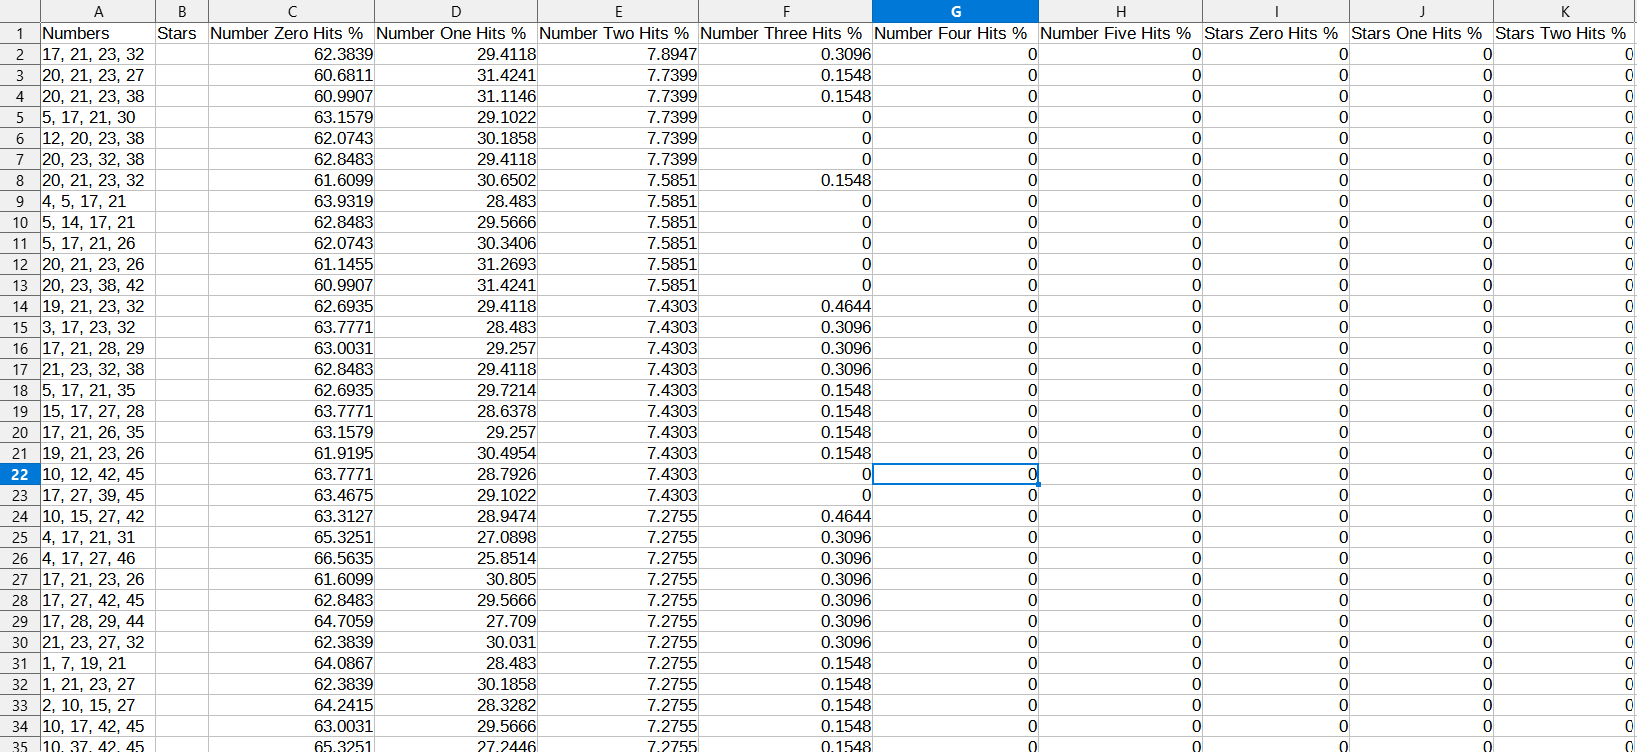 A B C D E F G H I J K
1 Numbers Stars Number Zero Hits % Number One Hits % Number Two Hits % Number Three Hits % Number Four Hits % Number Five Hits % Stars Zero Hits % Stars One Hits % Stars Two Hits %
2 17, 21, 23, 32 62.3839 29.4118 7.8947 0.3096 0 0 0 0 0
3 20, 21, 23, 27 60.6811 31.4241 7.7399 0.1548 0 0 0 0 0
4 20, 21, 23, 38 60.9907 31.1146 7.7399 0.1548 0 0 0 0 0
5 5, 17, 21, 30 63.1579 29.1022 7.7399 0 0 0 0 0 0
6 12, 20, 23, 38 62.0743 30.1858 7.7399 0 0 0 0 0 0
7 20, 23, 32, 38 62.8483 29.4118 7.7399 0 0 0 0 0 0
8 20, 21, 23, 32 61.6099 30.6502 7.5851 0.1548 0 0 0 0 0
9 4, 5, 17, 21 63.9319 28.483 7.5851 0 0 0 0 0 0
10 5, 14, 17, 21 62.8483 29.5666 7.5851 0 0 0 0 0 0
11 5, 17, 21, 26 62.0743 30.3406 7.5851 0 0 0 0 0 0
12 20, 21, 23, 26 61.1455 31.2693 7.5851 0 0 0 0 0 0
13 20, 23, 38, 42 60.9907 31.4241 7.5851 0 0 0 0 0 0
14 19, 21, 23, 32 62.6935 29.4118 7.4303 0.4644 0 0 0 0 0
15 3, 17, 23, 32 63.7771 28.483 7.4303 0.3096 0 0 0 0 0
16 17, 21, 28, 29 63.0031 29.257 7.4303 0.3096 0 0 0 0 0
17 21, 23, 32, 38 62.8483 29.4118 7.4303 0.3096 0 0 0 0 0
18 5, 17, 21, 35 62.6935 29.7214 7.4303 0.1548 0 0 0 0 0
19 15, 17, 27, 28 63.7771 28.6378 7.4303 0.1548 0 0 0 0 0
20 17, 21, 26, 35 63.1579 29.257 7.4303 0.1548 0 0 0 0 0
21 19, 21, 23, 26 61.9195 30.4954 7.4303 0.1548 0 0 0 0 0
22 10, 12, 42, 45 63.7771 28.7926 7.4303 0 0 0 0 0 0
23 17, 27, 39, 45 63.4675 29.1022 7.4303 0 0 0 0 0 0
24 10, 15, 27, 42 63.3127 28.9474 7.2755 0.4644 0 0 0 0 0
25 4, 17, 21, 31 65.3251 27.0898 7.2755 0.3096 0 0 0 0 0
26 4, 17, 27, 46 66.5635 25.8514 7.2755 0.3096 0 0 0 0 0
27 17, 21, 23, 26 61.6099 30.805 7.2755 0.3096 0 0 0 0 0
28 17, 27, 42, 45 62.8483 29.5666 7.2755 0.3096 0 0 0 0 0
29 17, 28, 29, 44 64.7059 27.709 7.2755 0.3096 0 0 0 0 0
30 21, 23, 27, 32 62.3839 30.031 7.2755 0.3096 0 0 0 0 0
31 1, 7, 19, 21 64.0867 28.483 7.2755 0.1548 0 0 0 0 0
32 1, 21, 23, 27 62.3839 30.1858 7.2755 0.1548 0 0 0 0 0
33 2, 10, 15, 27 64.2415 28.3282 7.2755 0.1548 0 0 0 0 0
34 10, 17, 42, 45 63.0031 29.5666 7.2755 0.1548 0 0 0 0 0
35 10, 37, 42, 45 65.3251 27.2446 7.2755 0.1548 0 0 0 0 0